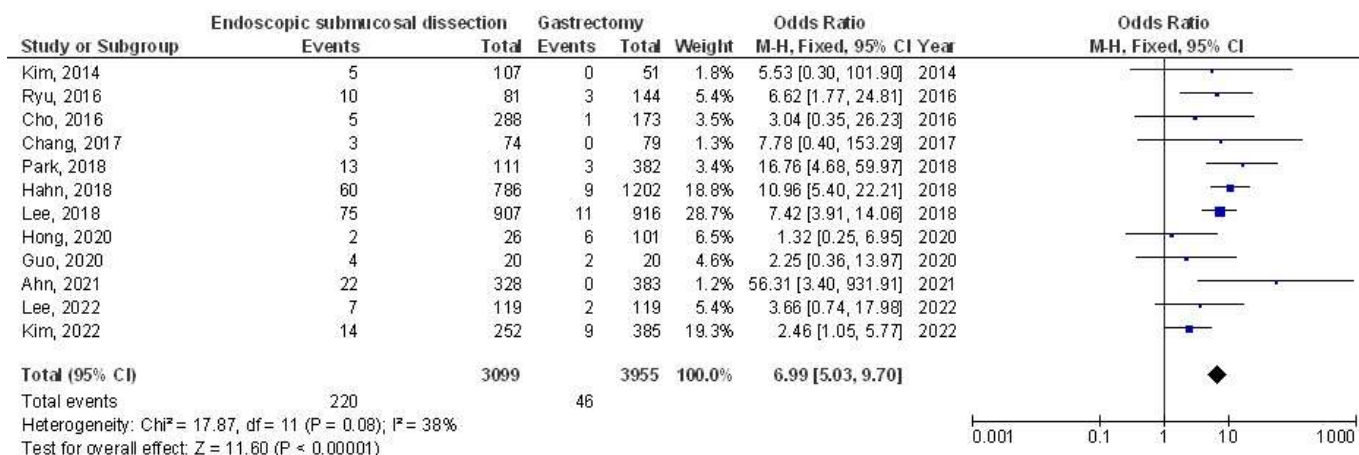 Endoscopic submucosal dissection Gastrectomy Odds Ratio Odds Ratio
Study or Subgroup Events Total Events Total Weight M-H, Fixed, 95% CI Year M-H, Fixed, 95% CI
Kim, 2014 5 107 0 51 1.8% 5.53 [0.30, 101.90] 2014
Ryu, 2016 10 81 3 144 5.4% 6.62 [1.77, 24.81] 2016
Cho, 2016 5 288 1 173 3.5% 3.04 [0.35, 26.23] 2016
Chang, 2017 3 74 0 79 1.3% 7.78 [0.40, 153.29] 2017
Park, 2018 13 111 3 382 3.4% 16.76 [4.68, 59.97] 2018
Hahn, 2018 60 786 9 1202 18.8% 10.96 [5.40, 22.21] 2018
Lee, 2018 75 907 11 916 28.7% 7.42 [3.91, 14.06] 2018
Hong, 2020 2 26 6 101 6.5% 1.32 [0.25, 6.95] 2020
Guo, 2020 4 20 2 20 4.6% 2.25 [0.36, 13.97] 2020
Ahn, 2021 22 328 0 383 1.2% 56.31 [3.40, 931.91] 2021
Lee, 2022 7 119 2 119 5.4% 3.66 [0.74, 17.98] 2022
Kim, 2022 14 252 9 385 19.3% 2.46 [1.05, 5.77] 2022
Total (95% CI) 3099 3955 100.0% 6.99 [5.03, 9.70]
Total events 220 46
Heterogeneity: Chi² = 17.87, df = 11 (P = 0.08); I² = 38%
Test for overall effect: Z = 11.60 (P < 0.00001)
0.001 0.1 1 10 1000